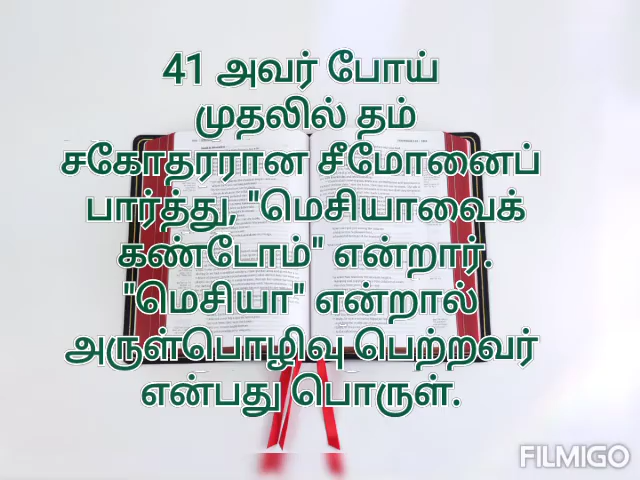 41 அவர் போய்
முதலில் தம்
சகோதரரான சீமோனைப்
பார்த்து, "மெசியாவைக்
கண்டோம்" என்றார்.
"மெசியா" என்றால்
அருள்பொழிவு பெற்றவர்
என்பது பொருள்.
FILMIGO